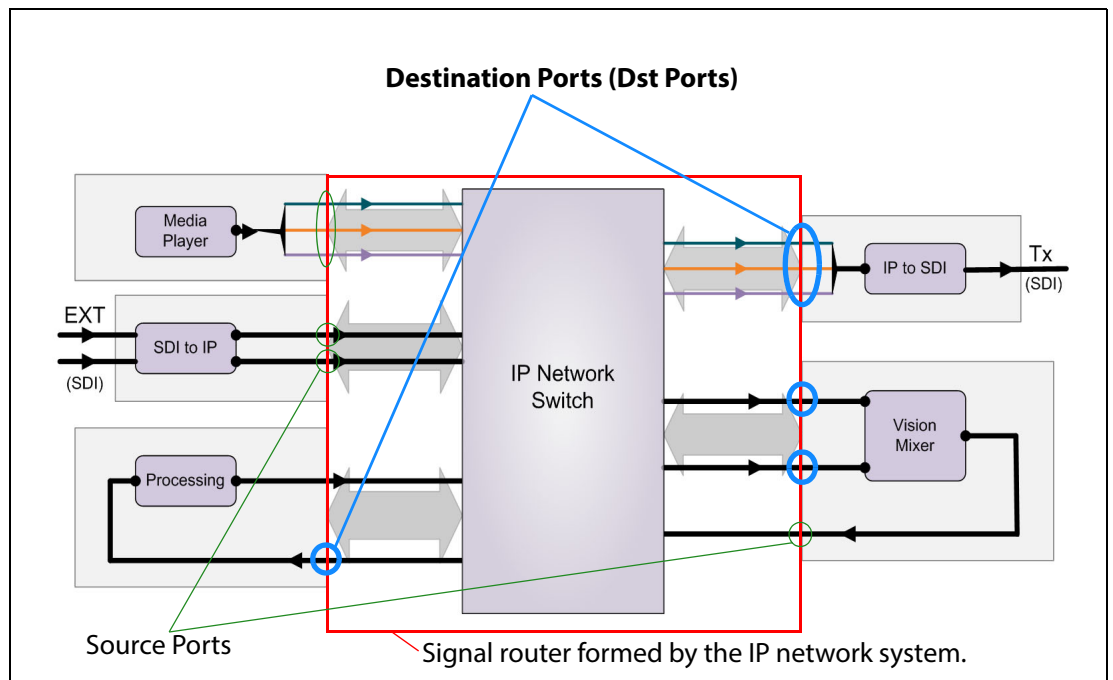 Destination Ports (Dst Ports)
Media
Player
EXT
SDI to IP
(SDI)
Processing
IP Network
Switch
IP to SDI
Tx
(SDI)
Vision
Mixer
Source Ports
Signal router formed by the IP network system.